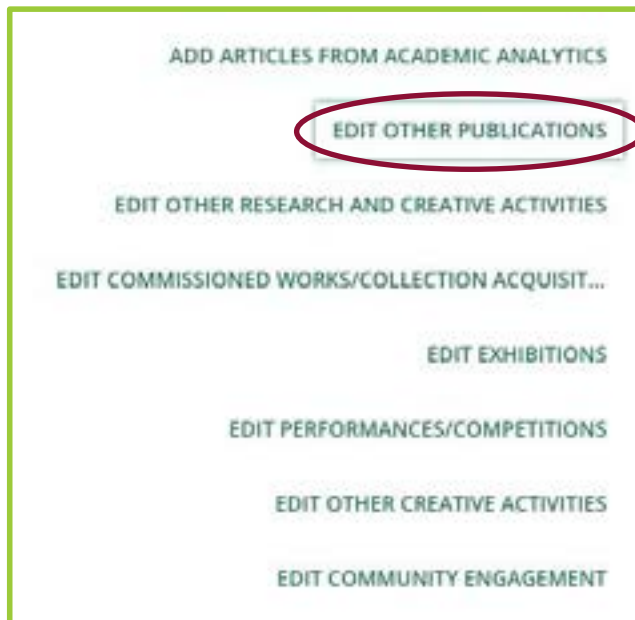 ADD ARTICLES FROM ACADEMIC ANALYTICS
EDIT OTHER PUBLICATIONS
EDIT OTHER RESEARCH AND CREATIVE ACTIVITIES
EDIT COMMISSIONED WORKS/COLLECTION ACQUISIT...
EDIT EXHIBITIONS
EDIT PERFORMANCES/COMPETITIONS
EDIT OTHER CREATIVE ACTIVITIES
EDIT COMMUNITY ENGAGEMENT